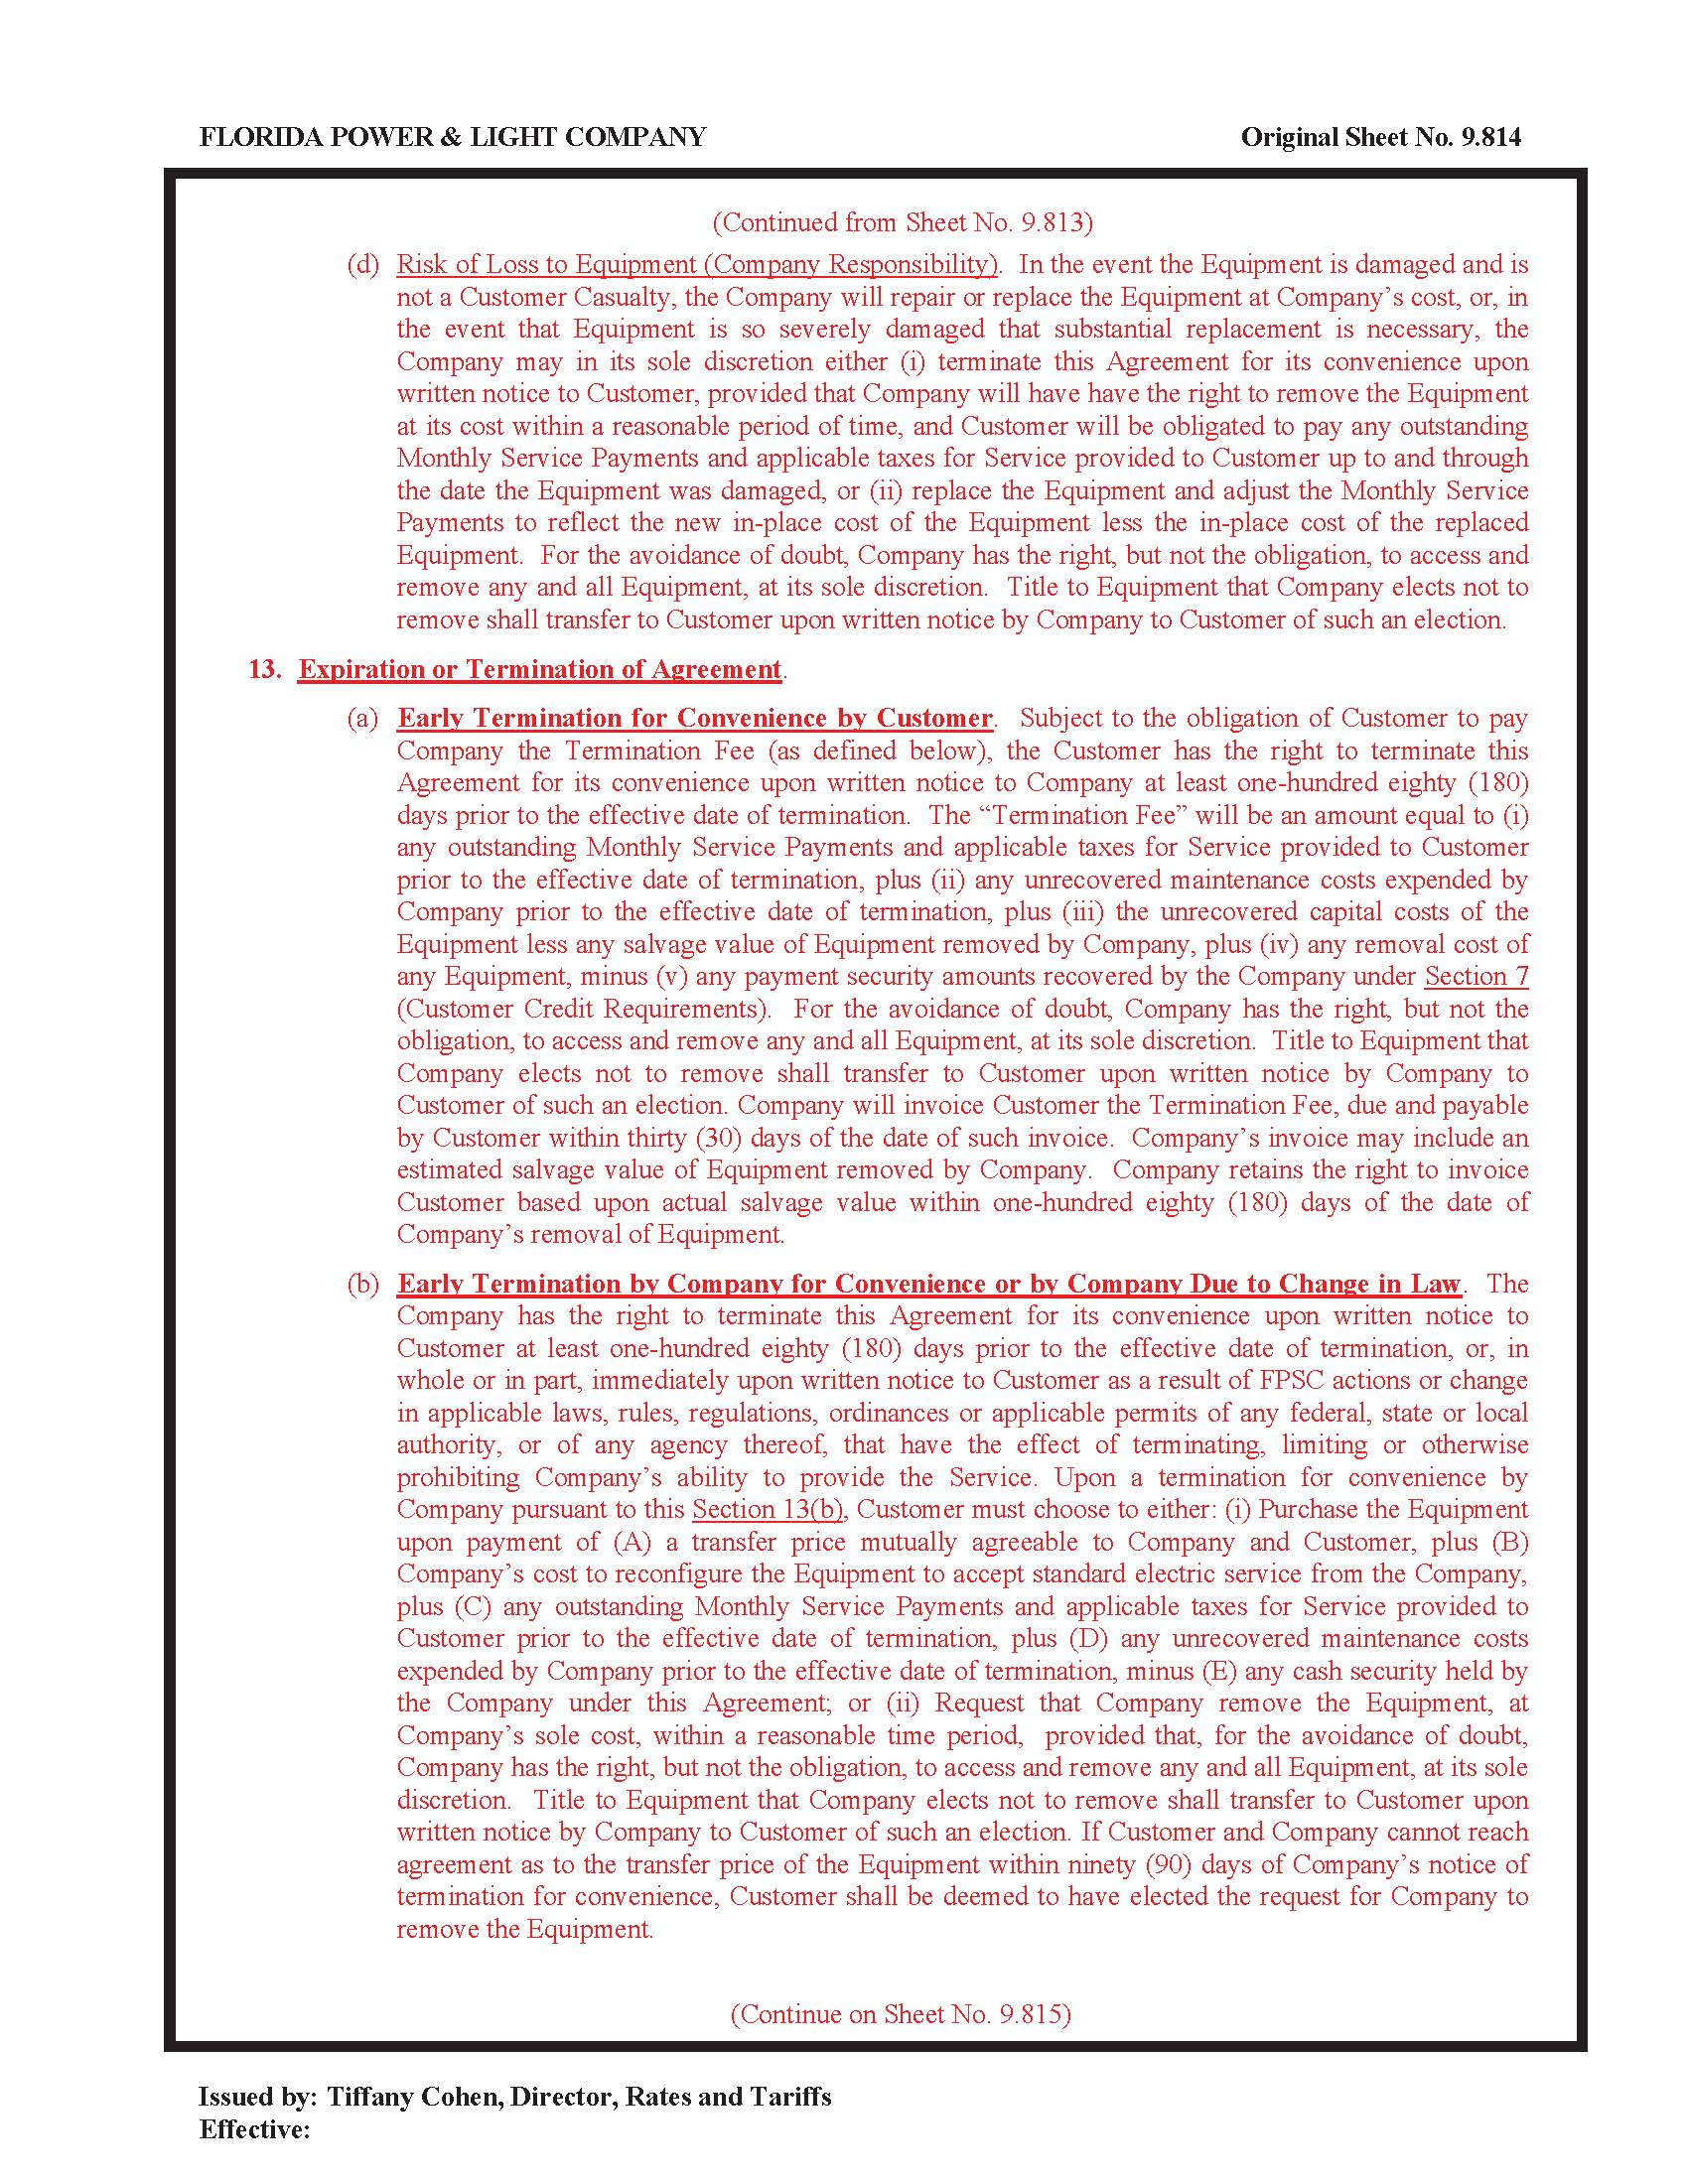 FLORIDA POWER & LIGHT COMPANY Original Sheet No. 9.814
(Continued from Sheet No. 9.813)
(d) Risk of Loss to Equipment (Company Responsibility). In the event the Equipment is damaged and is
not a Customer Casualty, the Company will repair or replace the Equipment at Company's cost, or, in
the event that Equipment is so severely damaged that substantial replacement is necessary, the
Company may in its sole discretion either (i) terminate this Agreement for its convenience upon
written notice to Customer, provided that Company will have have the right to remove the Equipment
at its cost within a reasonable period of time, and Customer will be obligated to pay any outstanding
Monthly Service Payments and applicable taxes for Service provided to Customer up to and through
the date the Equipment was damaged, or (ii) replace the Equipment and adjust the Monthly Service
Payments to reflect the new in-place cost of the Equipment less the in-place cost of the replaced
Equipment. For the avoidance of doubt, Company has the right, but not the obligation, to access and
remove any and all Equipment, at its sole discretion. Title to Equipment that Company elects not to
remove shall transfer to Customer upon written notice by Company to Customer of such an election.
13. Expiration or Termination of Agreement.
(a) Early Termination for Convenience by Customer. Subject to the obligation of Customer to pay
Company the Termination Fee (as defined below), the Customer has the right to terminate this
Agreement for its convenience upon written notice to Company at least one-hundred eighty (180)
days prior to the effective date of termination. The “Termination Fee” will be an amount equal to (i)
any outstanding Monthly Service Payments and applicable taxes for Service provided to Customer
prior to the effective date of termination, plus (ii) any unrecovered maintenance costs expended by
Company prior to the effective date of termination, plus (iii) the unrecovered capital costs of the
Equipment less any salvage value of Equipment removed by Company, plus (iv) any removal cost of
any Equipment, minus (v) any payment security amounts recovered by the Company under Section 7
(Customer Credit Requirements). For the avoidance of doubt, Company has the right, but not the
obligation, to access and remove any and all Equipment, at its sole discretion. Title to Equipment that
Company elects not to remove shall transfer to Customer upon written notice by Company to
Customer of such an election. Company will invoice Customer the Termination Fee, due and payable
by Customer within thirty (30) days of the date of such invoice. Company's invoice may include an
estimated salvage value of Equipment removed by Company. Company retains the right to invoice
Customer based upon actual salvage value within one-hundred eighty (180) days of the date of
Company's removal of Equipment.
(b) Early Termination by Company for Convenience or by Company Due to Change in Law. The
Company has the right to terminate this Agreement for its convenience upon written notice to
Customer at least one-hundred eighty (180) days prior to the effective date of termination, or, in
whole or in part, immediately upon written notice to Customer as a result of FPSC actions or change
in applicable laws, rules, regulations, ordinances or applicable permits of any federal, state or local
authority, or of any agency thereof, that have the effect of terminating, limiting or otherwise
prohibiting Company's ability to provide the Service. Upon a termination for convenience by
Company pursuant to this Section 13(b), Customer must choose to either: (i) Purchase the Equipment
upon payment of (A) a transfer price mutually agreeable to Company and Customer, plus (B)
Company's cost to reconfigure the Equipment to accept standard electric service from the Company,
plus (C) any outstanding Monthly Service Payments and applicable taxes for Service provided to
Customer prior to the effective date of termination, plus (D) any unrecovered maintenance costs
expended by Company prior to the effective date of termination, minus (E) any cash security held by
the Company under this Agreement; or (ii) Request that Company remove the Equipment, at
Company's sole cost, within a reasonable time period, provided that, for the avoidance of doubt,
Company has the right, but not the obligation, to access and remove any and all Equipment, at its sole
discretion. Title to Equipment that Company elects not to remove shall transfer to Customer upon
written notice by Company to Customer of such an election. If Customer and Company cannot reach
agreement as to the transfer price of the Equipment within ninety (90) days of Company's notice of
termination for convenience, Customer shall be deemed to have elected the request for Company to
remove the Equipment.
(Continue on Sheet No. 9.815)
Issued by: Tiffany Cohen, Director, Rates and Tariffs
Effective: